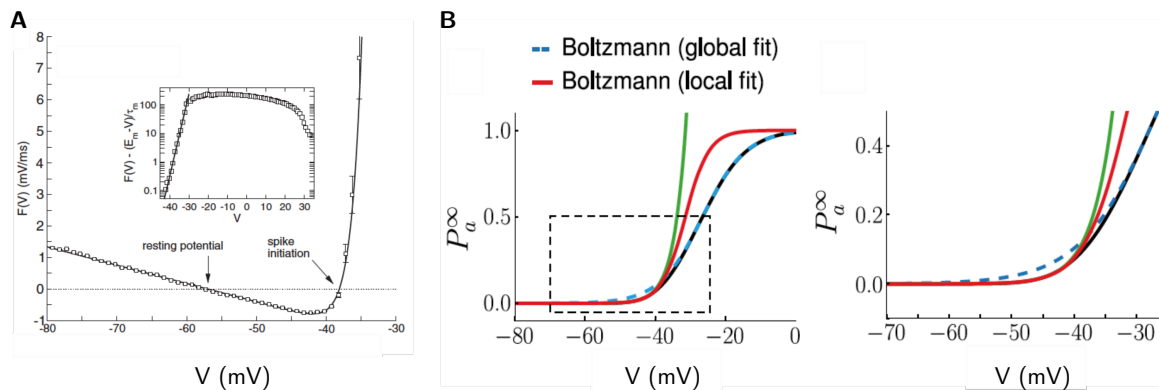 A
F(V) (mV/ms)
8
7
6
5
4
3
2
1
0
-1
-80
-70
-60
-50
-40
-30
V (mV)
resting potential
spike
initiation
F(V) - (E_m-V)/τ_m
100
10
1
0.1
-40 -30 -20 -10 0 10 20 30
V
B
Boltzmann (global fit)
Boltzmann (local fit)
P_a^∞
1.0
0.5
0.0
−80
−60
−40
−20
0
V (mV)
P_a^∞
0.4
0.2
0.0
−70
−60
−50
−40
−30
V (mV)